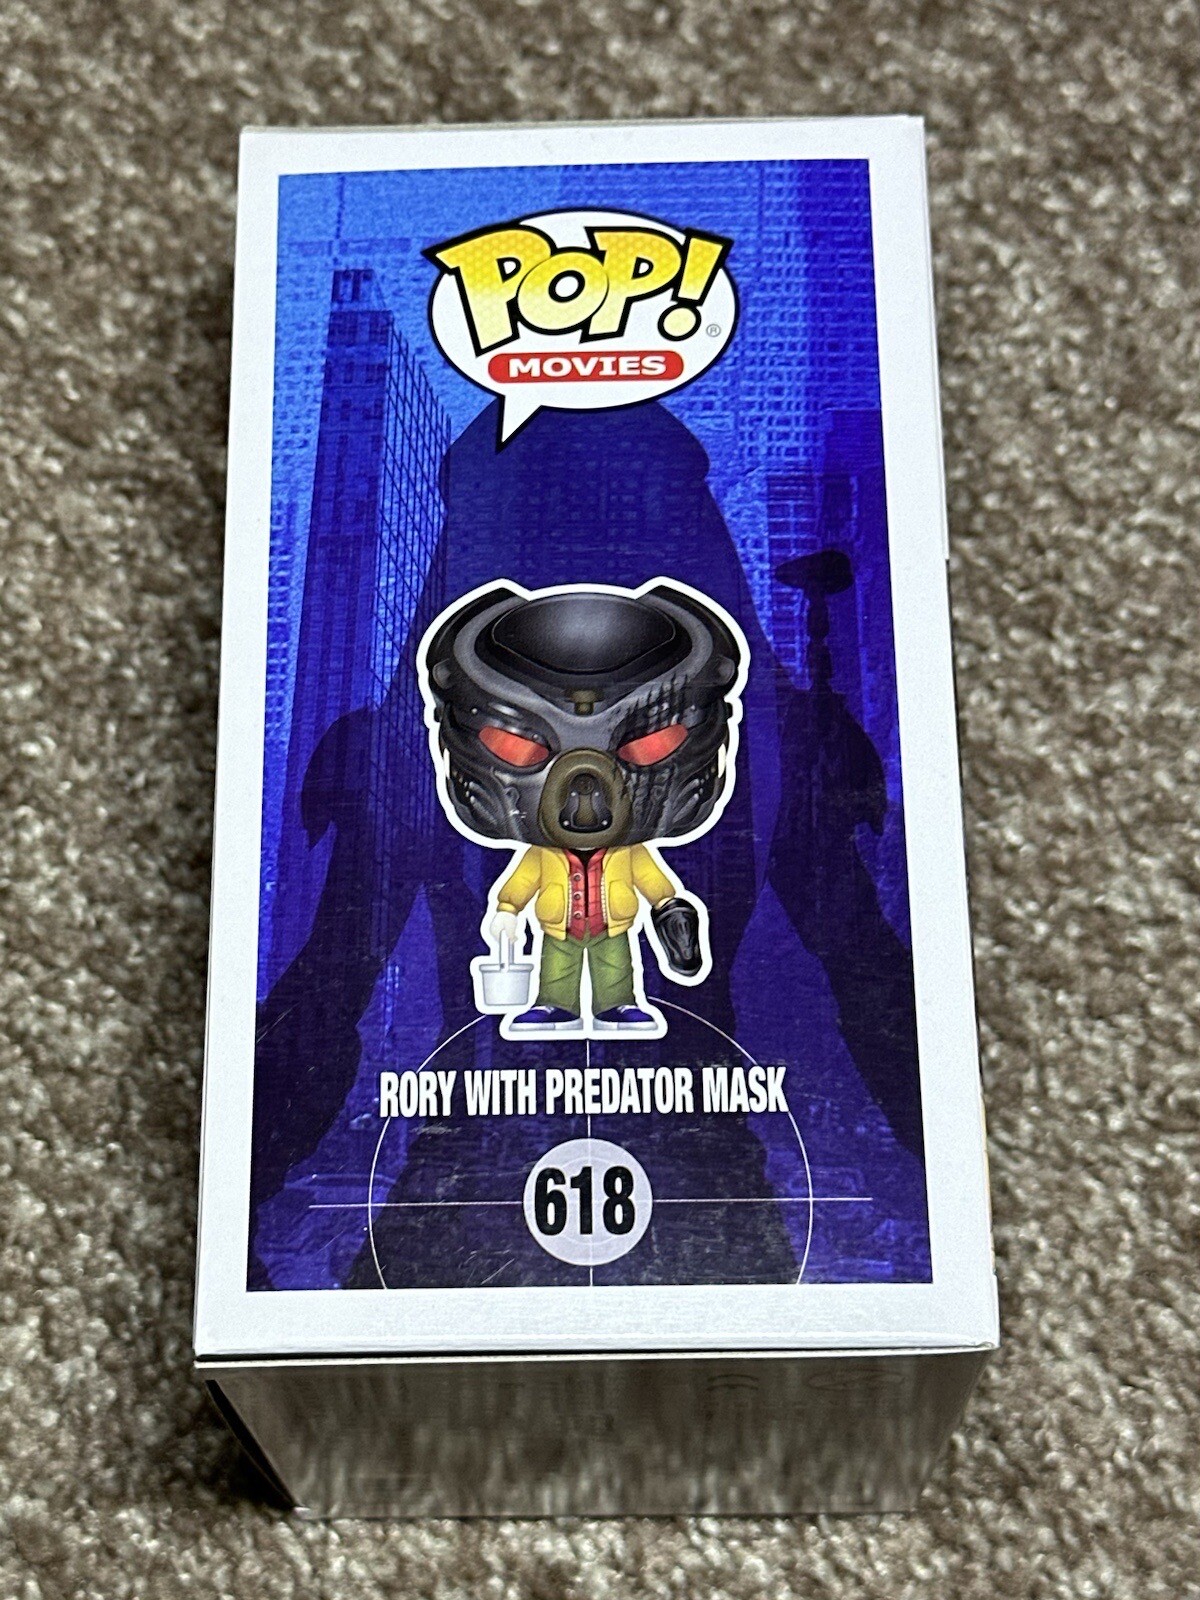 POP!
®
MOVIES
RORY WITH PREDATOR MASK
618